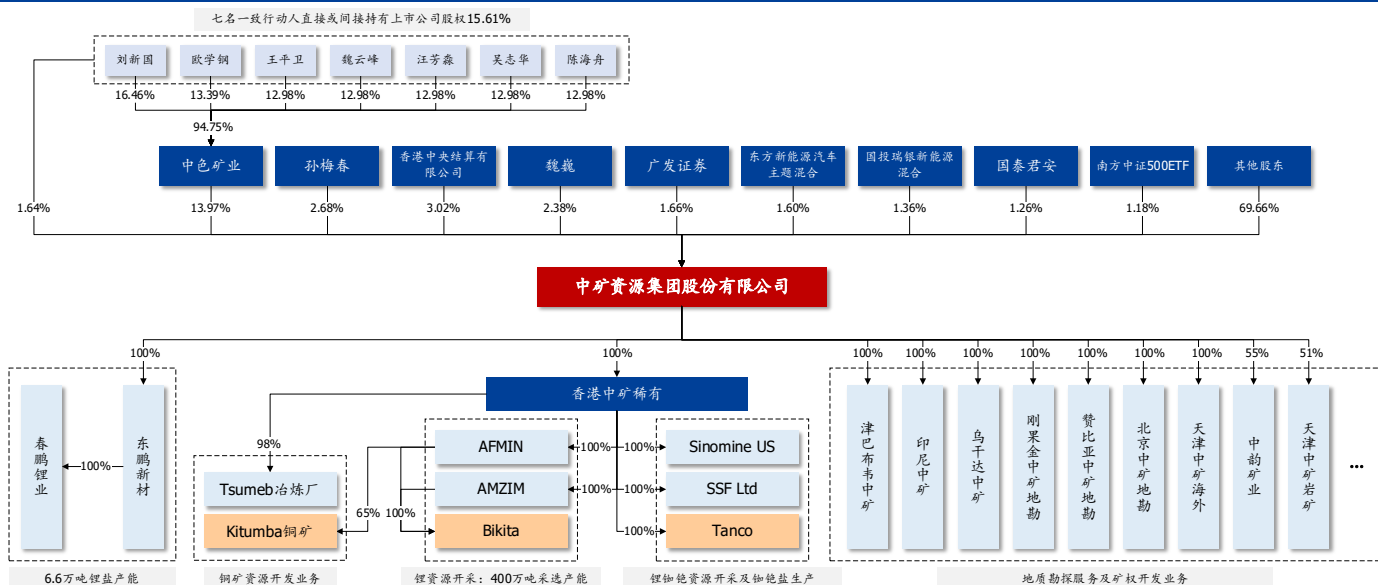 七名一致行动人直接或间接持有上市公司股权15.61%
刘新国
欧学钢
王平卫
魏云峰
汪芳淼
吴志华
陈海舟
16.46%
13.39%
12.98%
12.98%
12.98%
12.98%
12.98%
94.75%
中色矿业
孙梅春
香港中央结算有
限公司
魏巍
广发证券
东方新能源汽车
主题混合
国投瑞银新能源
混合
国泰君安
南方中证500ETF
其他股东
1.64%
13.97%
2.68%
3.02%
2.38%
1.66%
1.60%
1.36%
1.26%
1.18%
69.66%
中矿资源集团股份有限公司
100%
100%
100%
100%
100%
100%
100%
100%
100%
55%
51%
春鹏锂业
100%
东鹏新材
香港中矿稀有
98%
Tsumeb冶炼厂
Kitumba铜矿
65%
100%
AFMIN
AMZIM
Bikita
100%
100%
100%
100%
100%
Sinomine US
SSF Ltd
Tanco
津巴布韦中矿
印尼中矿
乌干达中矿
刚果金中矿地勘
赞比亚中矿地勘
北京中矿地勘
天津中矿海外
中韵矿业
天津中矿岩矿
...
6.6万吨锂盐产能
铜矿资源开发业务
锂资源开采：400万吨采选产能
锂铷铯资源开采及铷铯盐生产
地质勘探服务及矿权开发业务